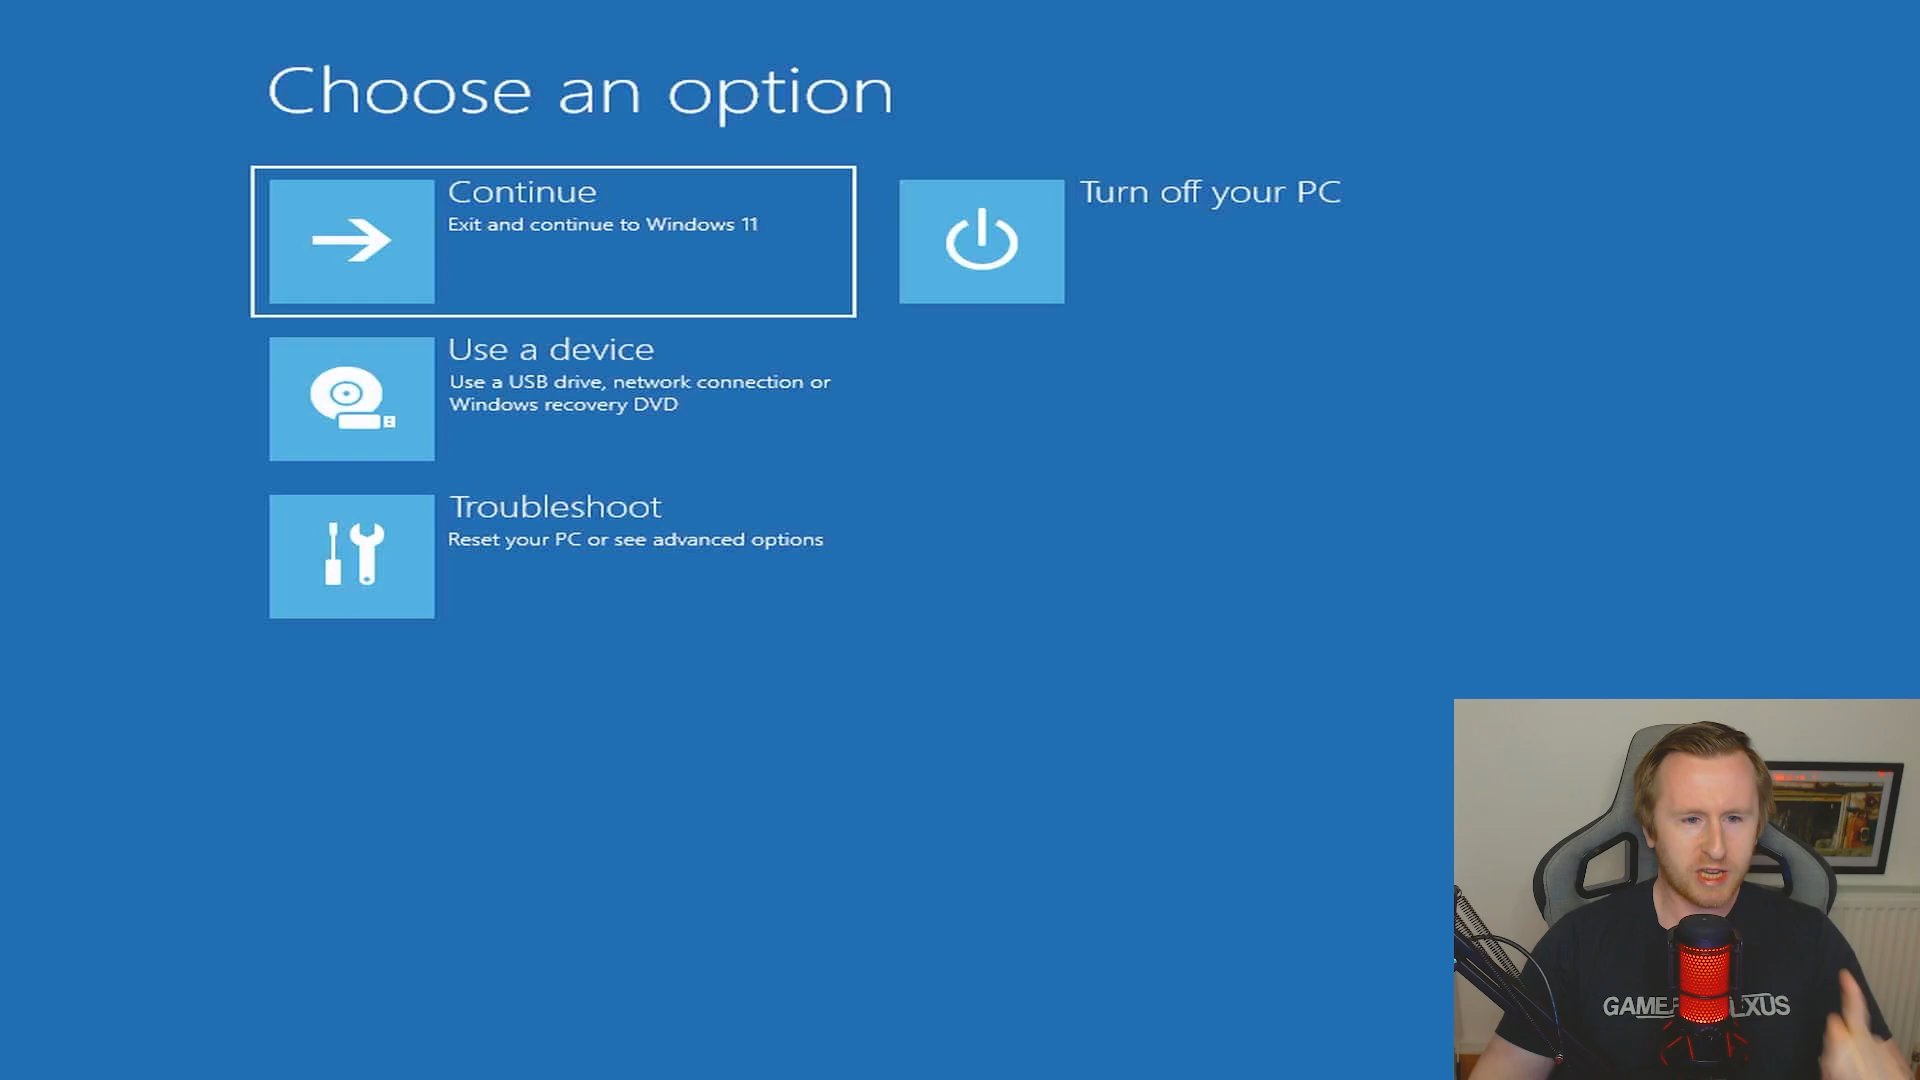 Choose an option
Continue
Exit and continue to Windows 11
Turn off your PC
Use a device
Use a USB drive, network connection or
Windows recovery DVD
Troubleshoot
Reset your PC or see advanced options